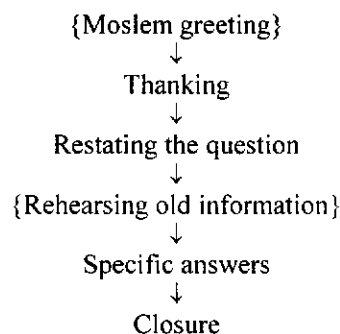 {Moslem greeting}
↓
Thanking
↓
Restating the question
↓
{Rehearsing old information}
↓
Specific answers
↓
Closure